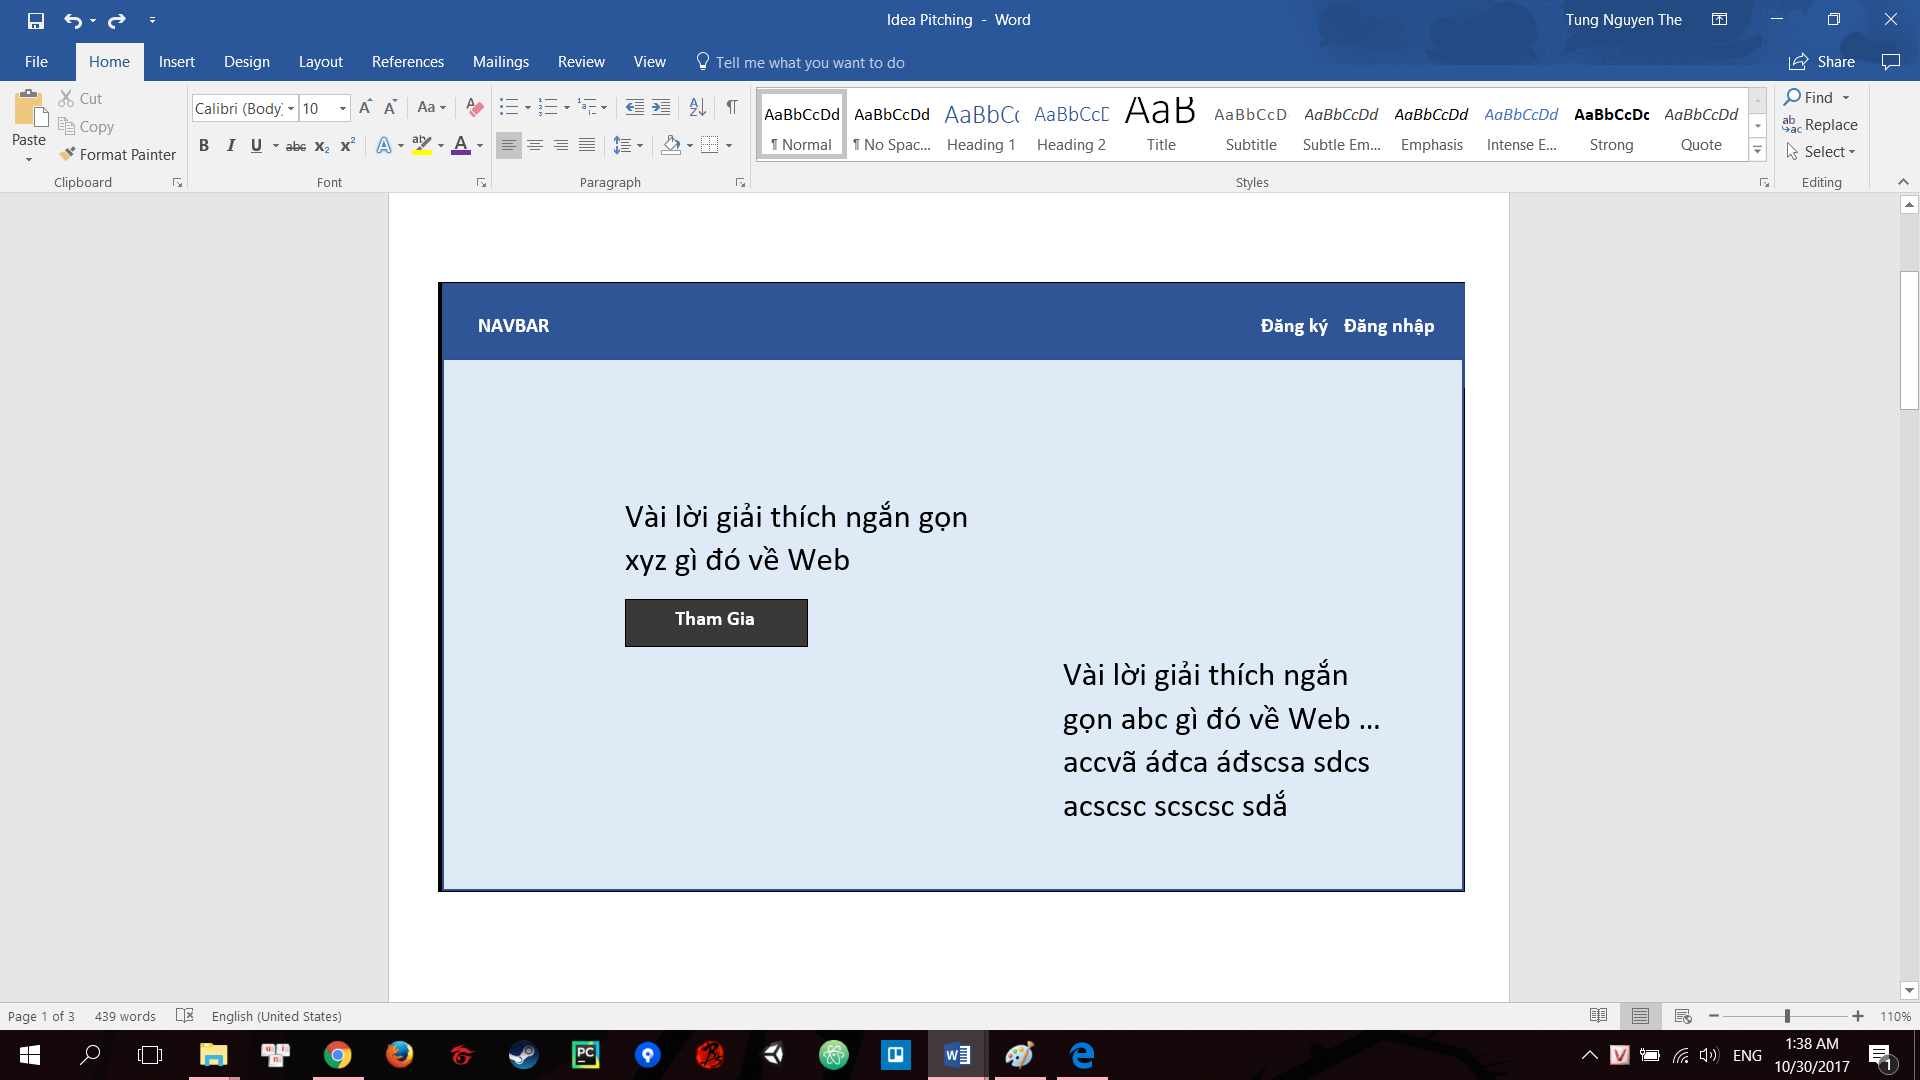 Idea Pitching - Word
Tung Nguyen The
File Home Insert Design Layout References Mailings Review View Tell me what you want to do
Share
Paste
Cut
Copy
Format Painter
Clipboard
Calibri (Body) 10
Aa
B I U abc x₂ x²
A
A
Font
Paragraph
AaBbCcDd AaBbCcDd AaBbCc AaBbCcD AaB AaBbCcD AaBbCcDd AaBbCcDd AaBbCcDd AaBbCcDc AaBbCcDd
¶ Normal ¶ No Spac... Heading 1 Heading 2 Title Subtitle Subtle Em... Emphasis Intense E... Strong Quote
Styles
Find
Replace
Select
Editing
NAVBAR
Đăng ký Đăng nhập
Vài lời giải thích ngắn gọn
xyz gì đó về Web
Tham Gia
Vài lời giải thích ngắn
gọn abc gì đó về Web ...
accvã áđca áđscsa sdcs
acscsc scscsc sdắ
Page 1 of 3 439 words English (United States)
110%
ENG
1:38 AM
10/30/2017
1